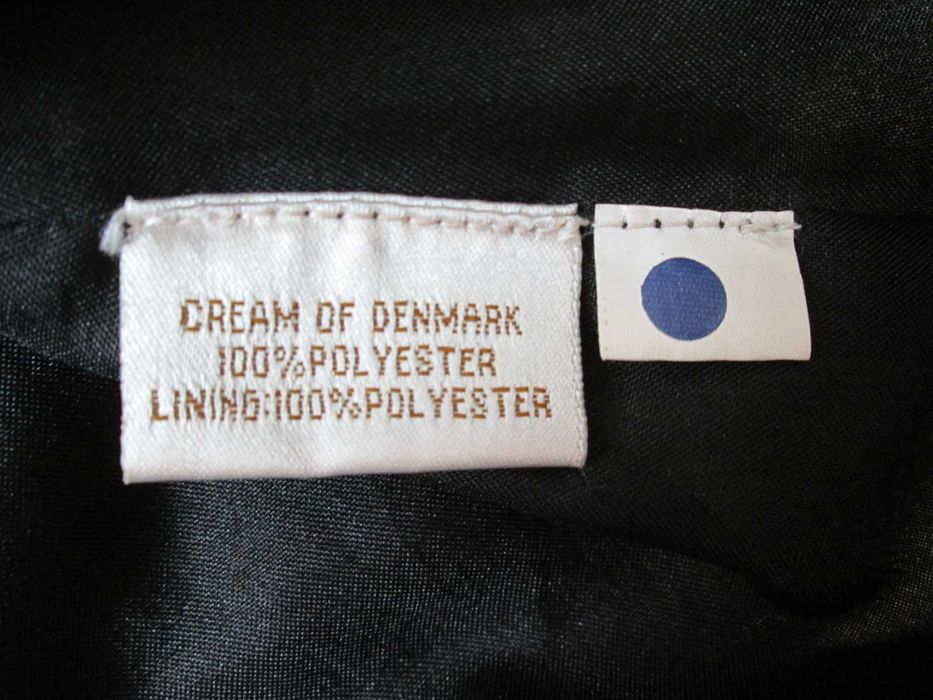 CREAM OF DENMARK
100%POLYESTER
LINING:100%POLYESTER